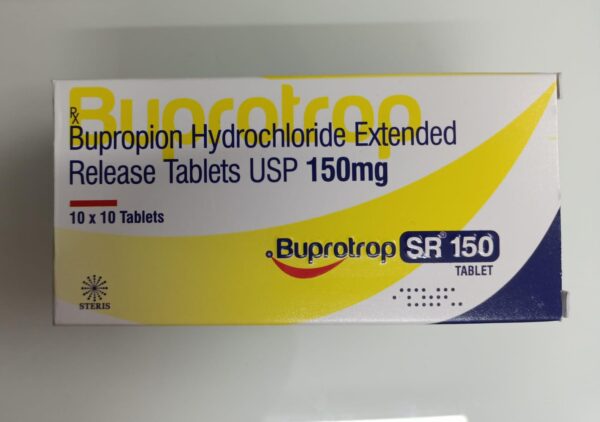 Buprotrop
Rx
Bupropion Hydrochloride Extended
Release Tablets USP 150mg
10 x 10 Tablets
Buprotrop SR® 150
TABLET
STERIS